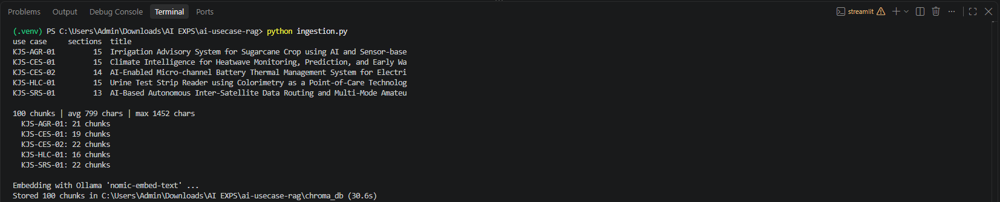 Problems Output Debug Console Terminal Ports streamlit
(.venv) PS C:\Users\Admin\Downloads\AI EXPS\ai-usecase-rag> python ingestion.py
use case sections title
KJS-AGR-01 15 Irrigation Advisory System for Sugarcane Crop using AI and Sensor-base
KJS-CES-01 15 Climate Intelligence for Heatwave Monitoring, Prediction, and Early Wa
KJS-CES-02 14 AI-Enabled Micro-channel Battery Thermal Management System for Electri
KJS-HLC-01 15 Urine Test Strip Reader using Colorimetry as a Point-of-Care Technolog
KJS-SRS-01 13 AI-Based Autonomous Inter-Satellite Data Routing and Multi-Mode Amateu
100 chunks | avg 799 chars | max 1452 chars
KJS-AGR-01: 21 chunks
KJS-CES-01: 19 chunks
KJS-CES-02: 22 chunks
KJS-HLC-01: 16 chunks
KJS-SRS-01: 22 chunks
Embedding with Ollama 'nomic-embed-text' ...
Stored 100 chunks in C:\Users\Admin\Downloads\AI EXPS\ai-usecase-rag\chroma_db (30.6s)